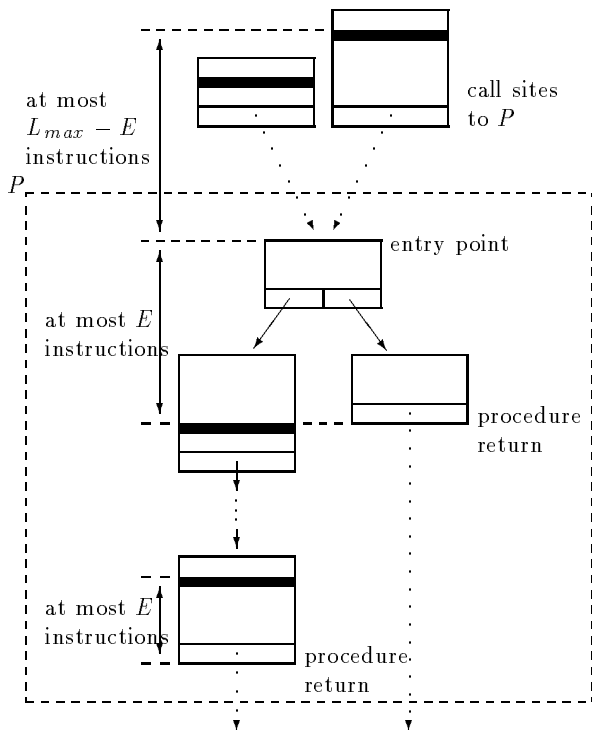 at most
L_max − E
instructions
call sites
to P
P
entry point
at most E
instructions
procedure
return
at most E
instructions
procedure
return